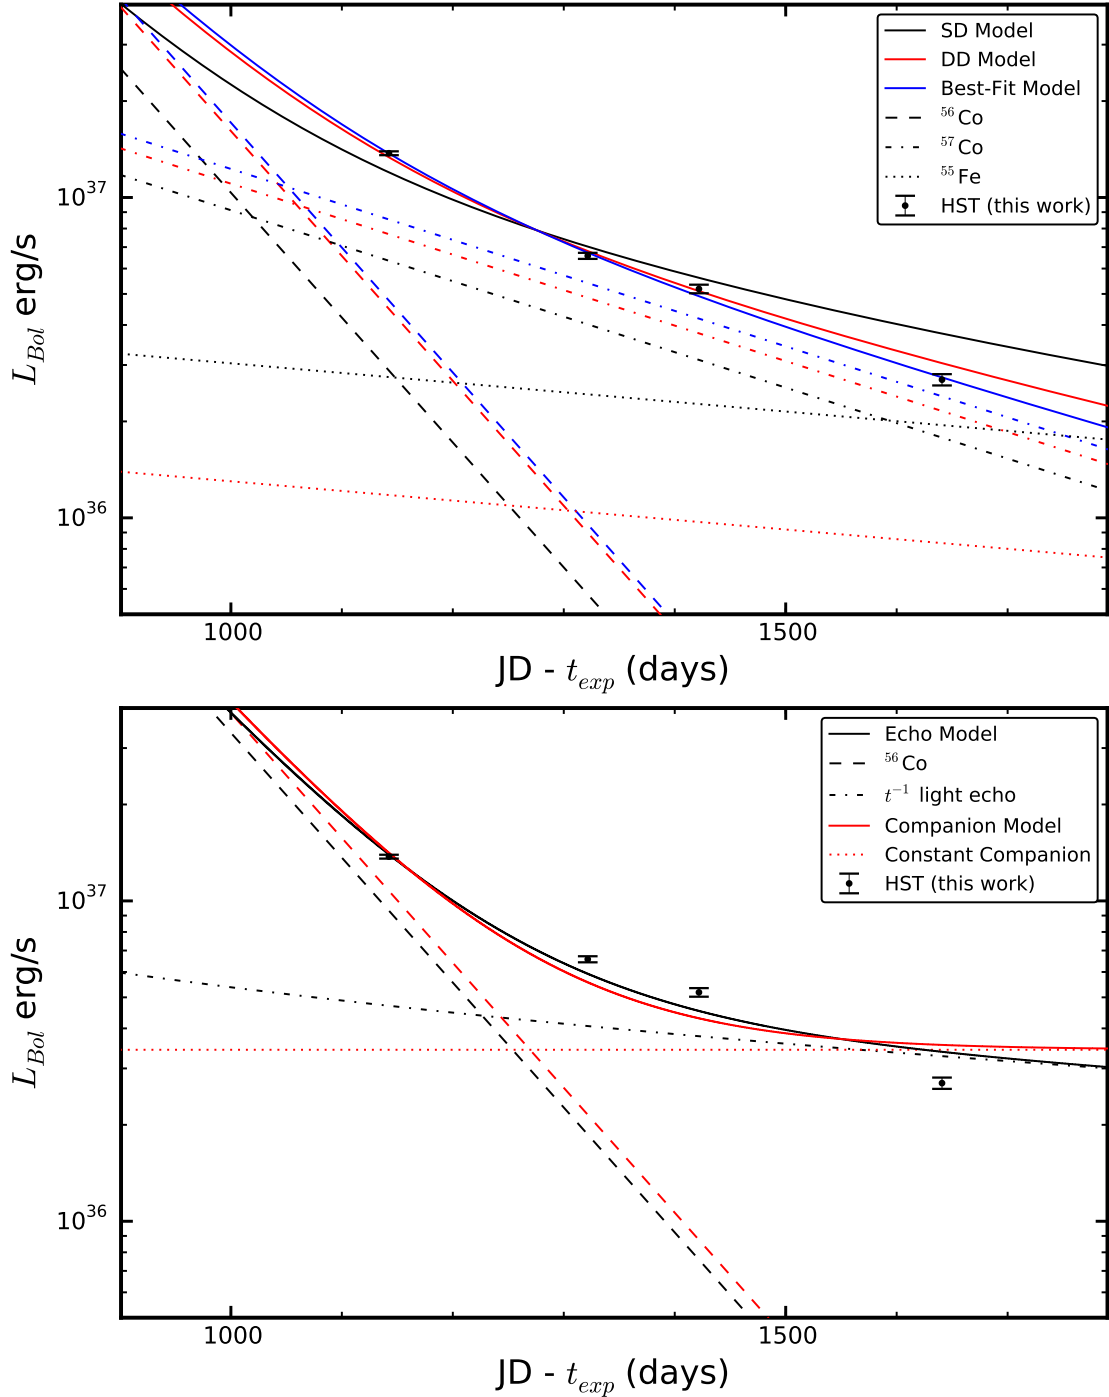 SD Model
DD Model
Best-Fit Model
⁵⁶Co
⁵⁷Co
⁵⁵Fe
HST (this work)
10³⁷
10³⁶
L_Bol erg/s
1000 1500
JD - t_exp (days)
Echo Model
⁵⁶Co
t⁻¹ light echo
Companion Model
Constant Companion
HST (this work)
10³⁷
10³⁶
L_Bol erg/s
1000 1500
JD - t_exp (days)